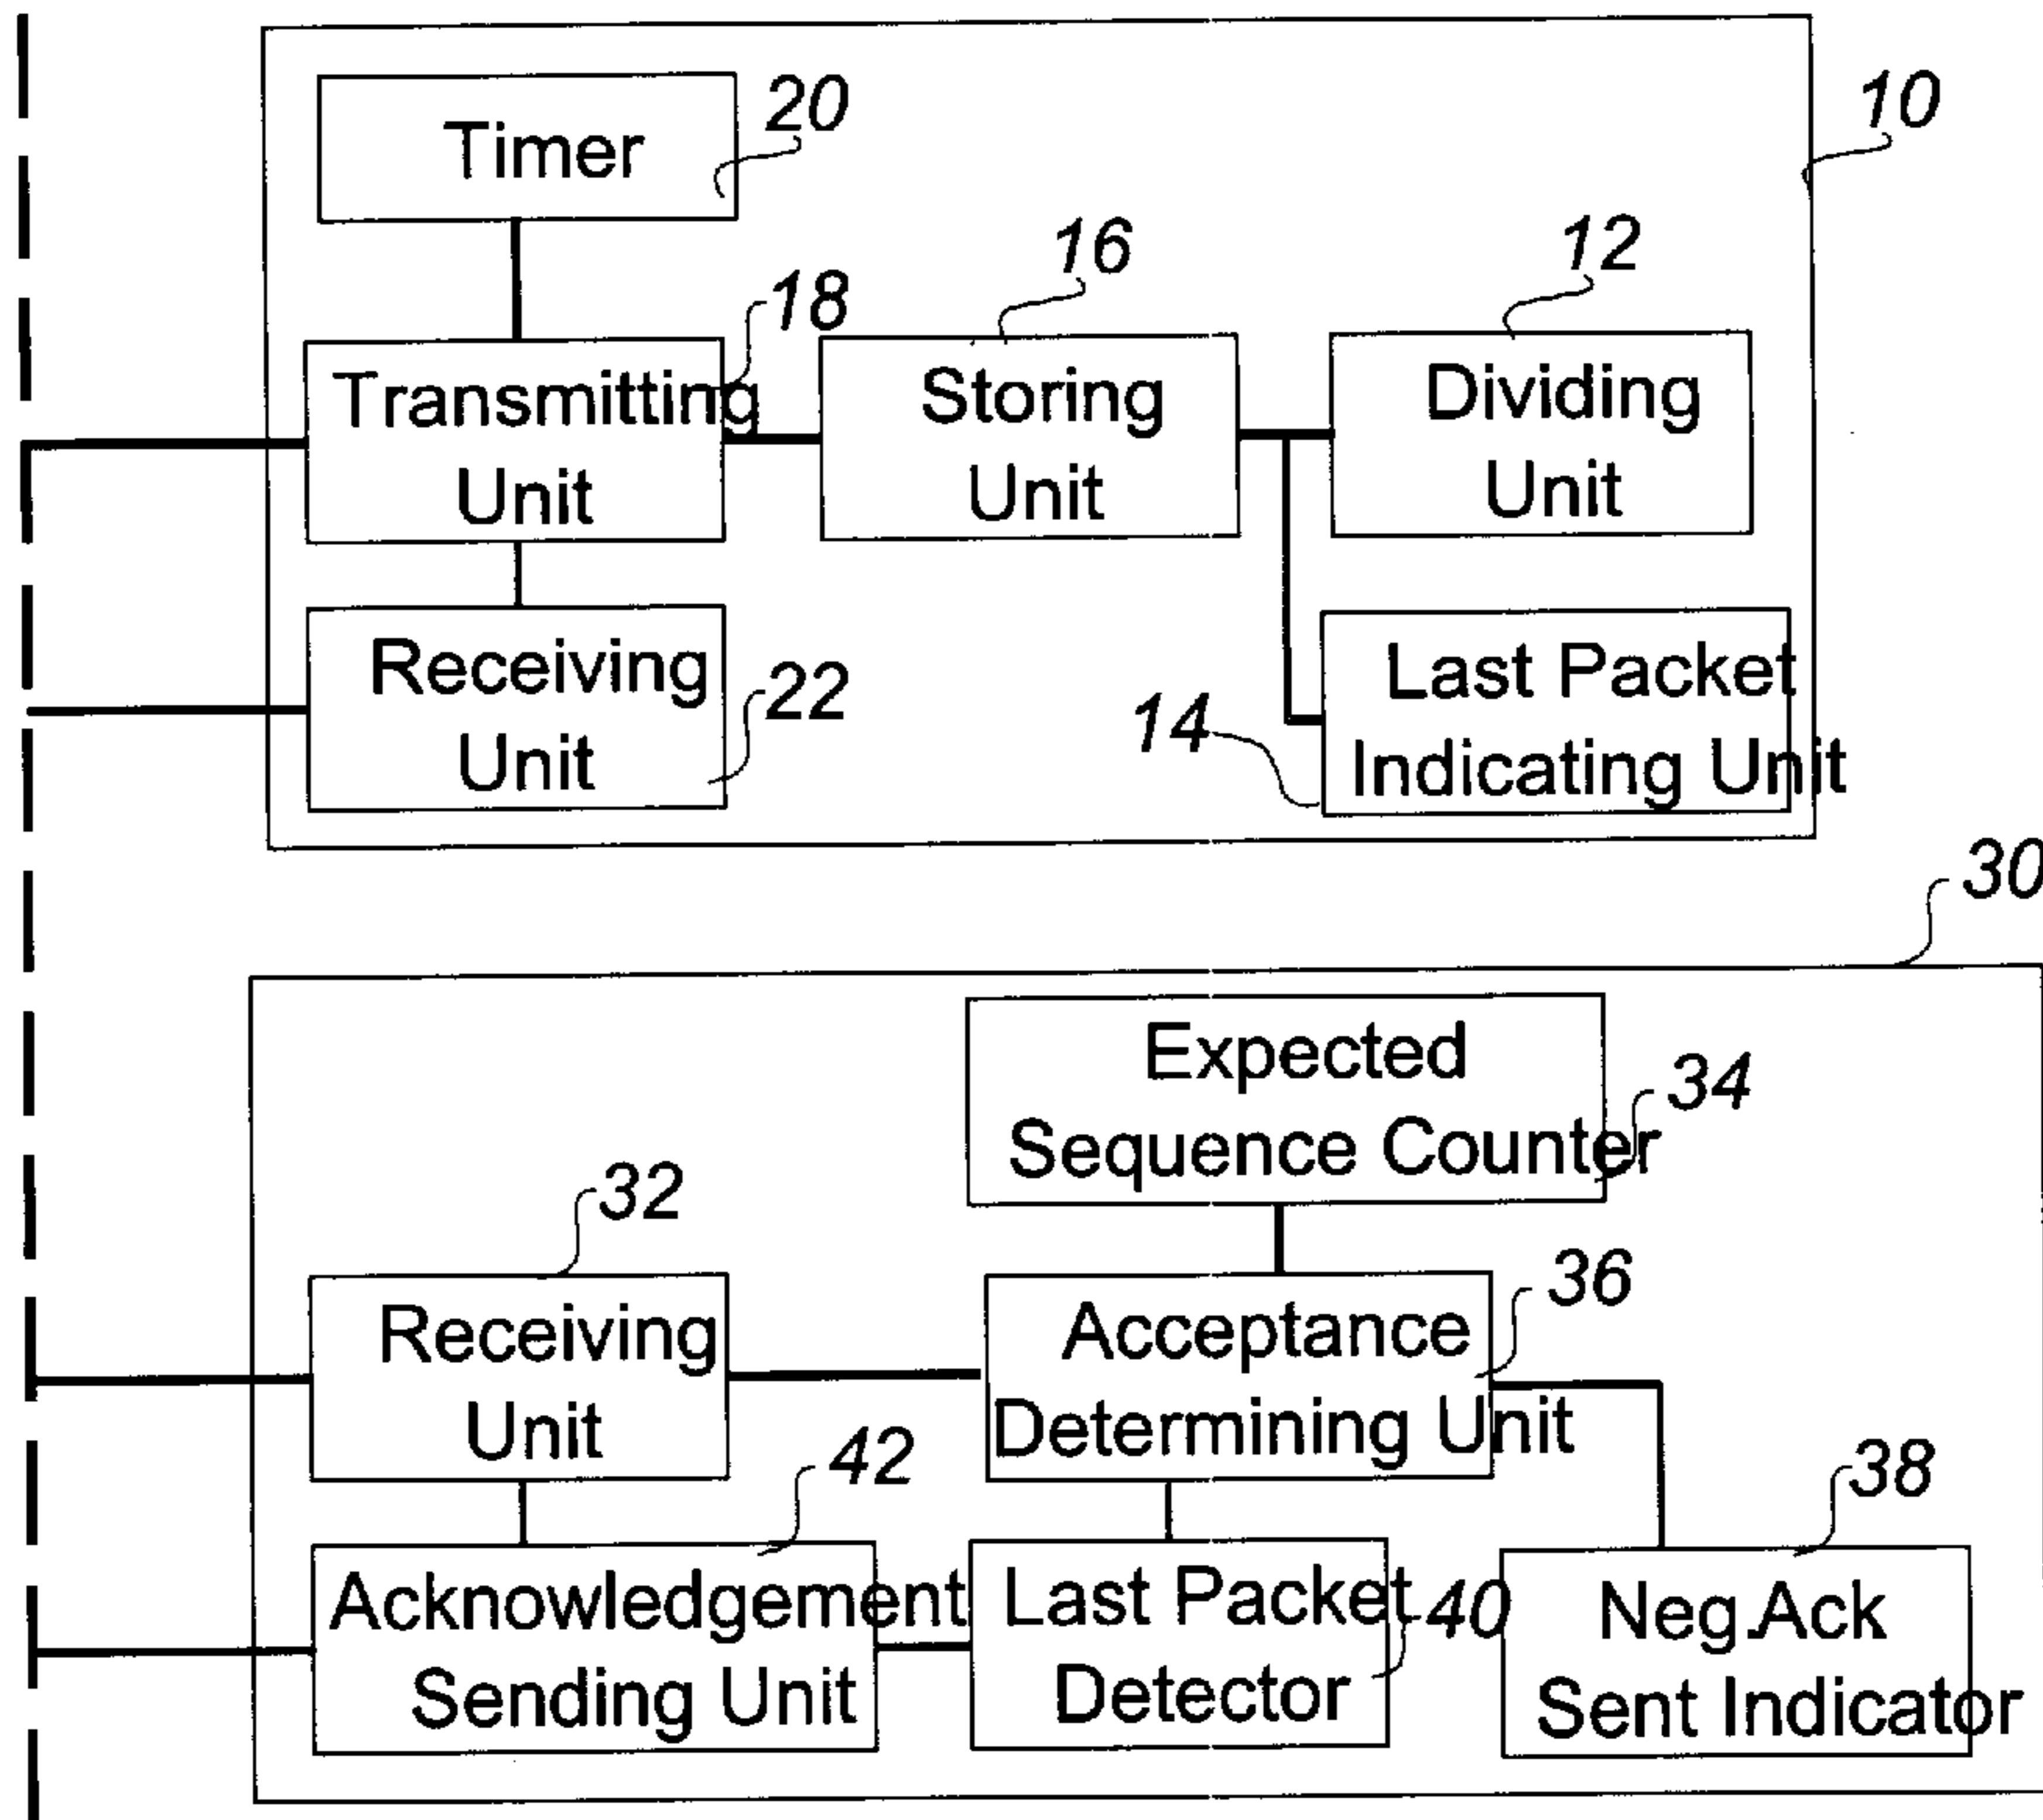 20
Timer
10
16
12
18
Transmitting
Unit
Storing
Unit
Dividing
Unit
Receiving
Unit
22
14
Last Packet
Indicating Unit
30
Expected
Sequence Counter
34
32
Receiving
Unit
Acceptance
Determining Unit
36
42
38
Acknowledgement
Sending Unit
Last Packet
Detector
40
Neg.Ack
Sent Indicator